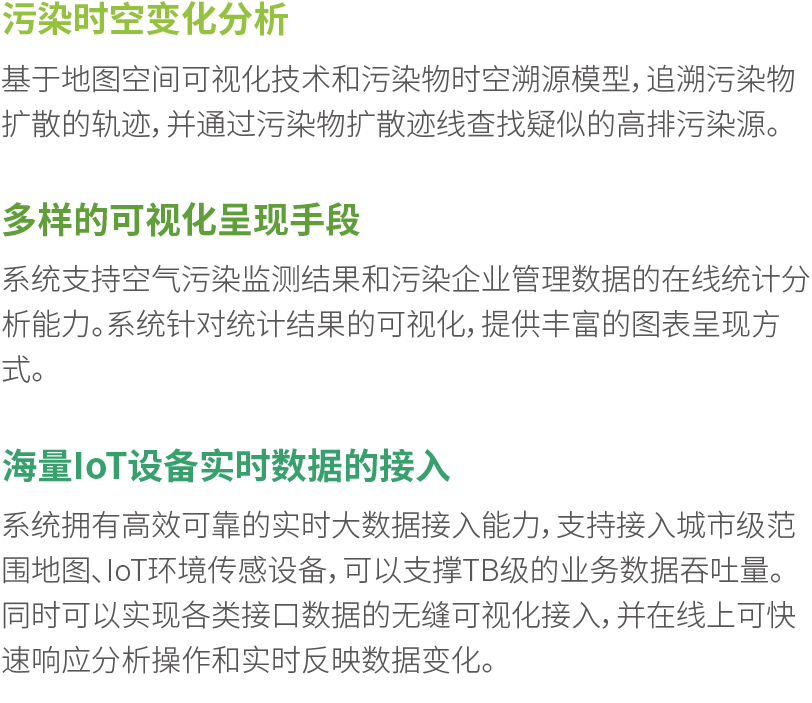 污染时空变化分析
基于地图空间可视化技术和污染物时空溯源模型，追溯污染物
扩散的轨迹，并通过污染物扩散迹线查找疑似的高排污染源。
多样的可视化呈现手段
系统支持空气污染监测结果和污染企业管理数据的在线统计分
析能力。系统针对统计结果的可视化，提供丰富的图表呈现方
式。
海量IoT设备实时数据的接入
系统拥有高效可靠的实时大数据接入能力，支持接入城市级范
围地图、IoT环境传感设备，可以支撑TB级的业务数据吞吐量。
同时可以实现各类接口数据的无缝可视化接入，并在线上可快
速响应分析操作和实时反映数据变化。